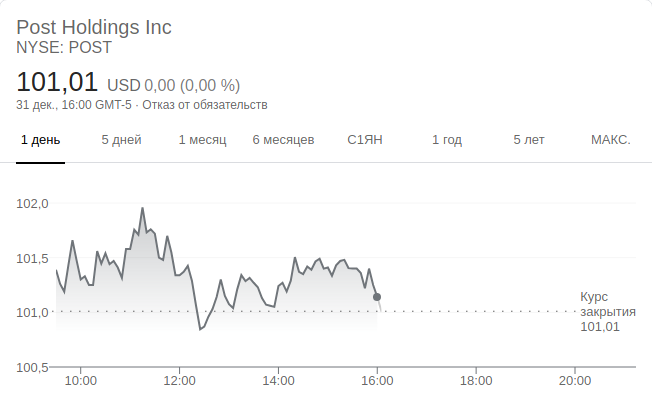 Post Holdings Inc
NYSE: POST
101,01 USD 0,00 (0,00 %)
31 дек., 16:00 GMT-5 · Отказ от обязательств
1 день 5 дней 1 месяц 6 месяцев С1ЯН 1 год 5 лет МАКС.
102,0
101,5
101,0
100,5
Курс
закрытия
101,01
10:00 12:00 14:00 16:00 18:00 20:00